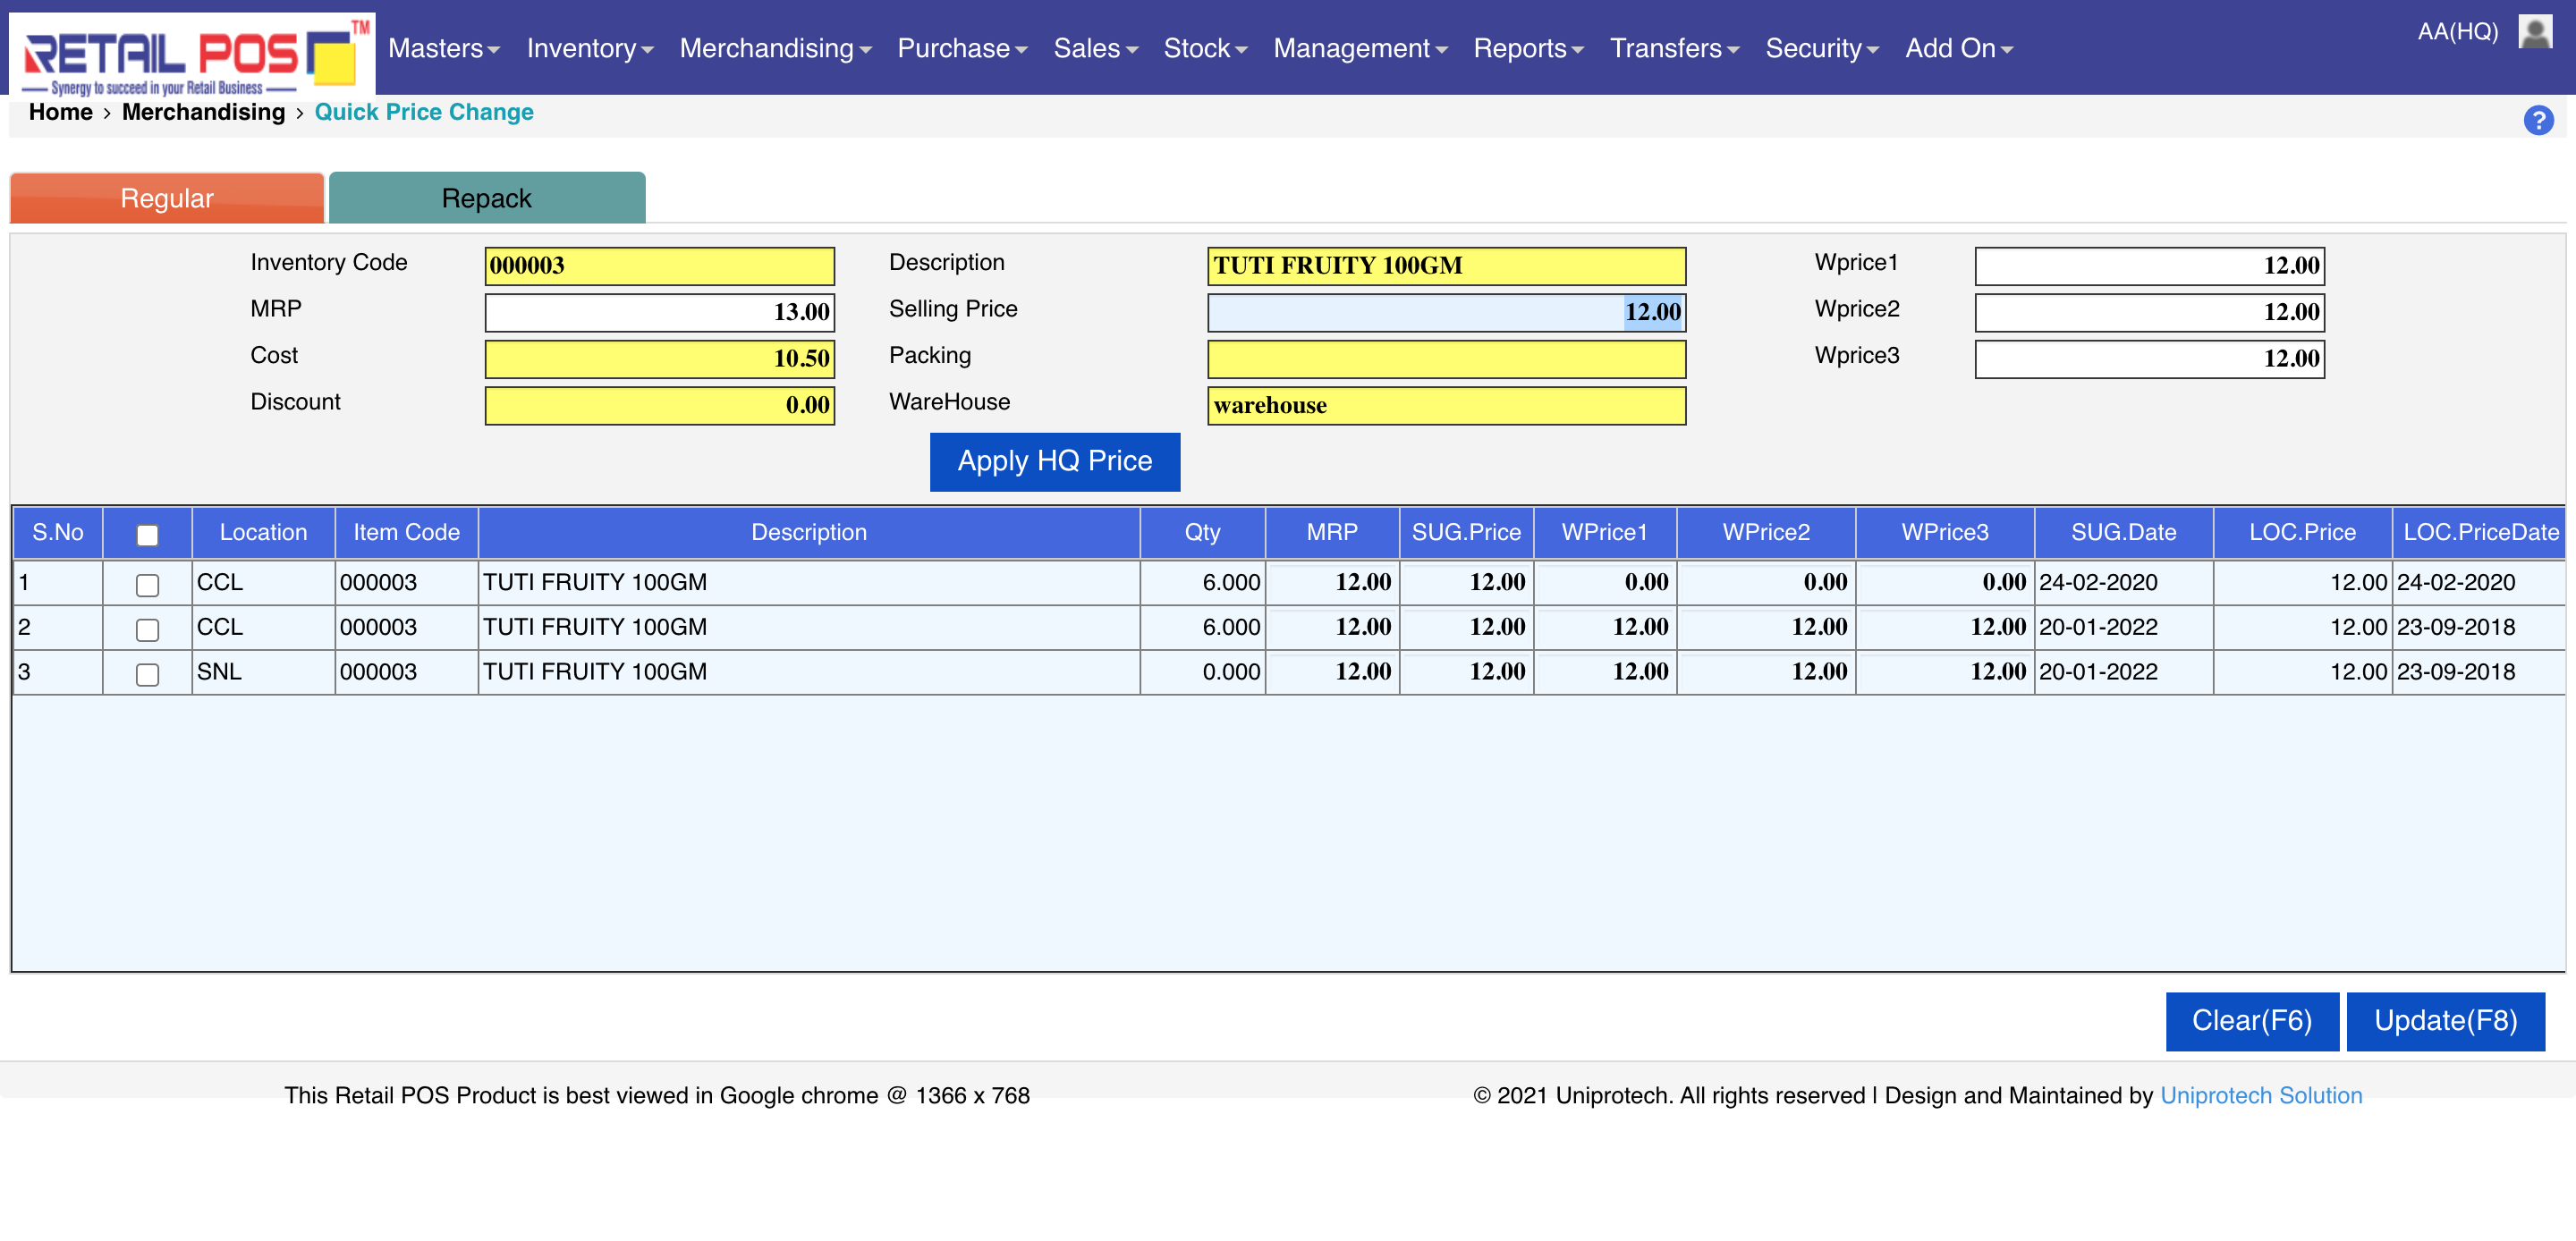 RETAIL POS TM
Synergy to succeed in your Retail Business
Masters Inventory Merchandising Purchase Sales Stock Management Reports Transfers Security Add On
AA(HQ)
Home › Merchandising › Quick Price Change
?
Regular Repack
Inventory Code 000003 Description TUTI FRUITY 100GM Wprice1 12.00
MRP 13.00 Selling Price 12.00 Wprice2 12.00
Cost 10.50 Packing Wprice3 12.00
Discount 0.00 WareHouse warehouse
Apply HQ Price
S.No Location Item Code Description Qty MRP SUG.Price WPrice1 WPrice2 WPrice3 SUG.Date LOC.Price LOC.PriceDate
1 CCL 000003 TUTI FRUITY 100GM 6.000 12.00 12.00 0.00 0.00 0.00 24-02-2020 12.00 24-02-2020
2 CCL 000003 TUTI FRUITY 100GM 6.000 12.00 12.00 12.00 12.00 12.00 20-01-2022 12.00 23-09-2018
3 SNL 000003 TUTI FRUITY 100GM 0.000 12.00 12.00 12.00 12.00 12.00 20-01-2022 12.00 23-09-2018
Clear(F6) Update(F8)
This Retail POS Product is best viewed in Google chrome @ 1366 x 768 © 2021 Uniprotech. All rights reserved | Design and Maintained by Uniprotech Solution